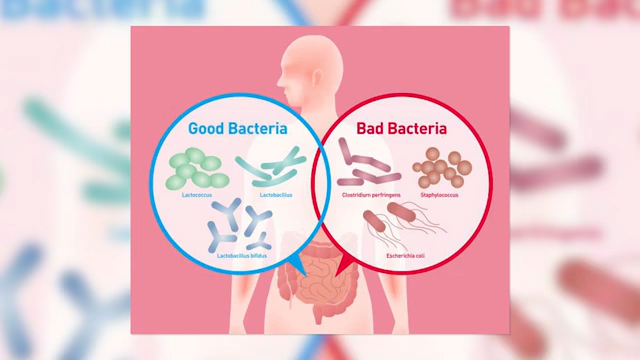 Good Bacteria
Lactococcus
Lactobacillus
Lactobacillus bifidus
Bad Bacteria
Clostridium perfringens
Staphylococcus
Escherichia coli